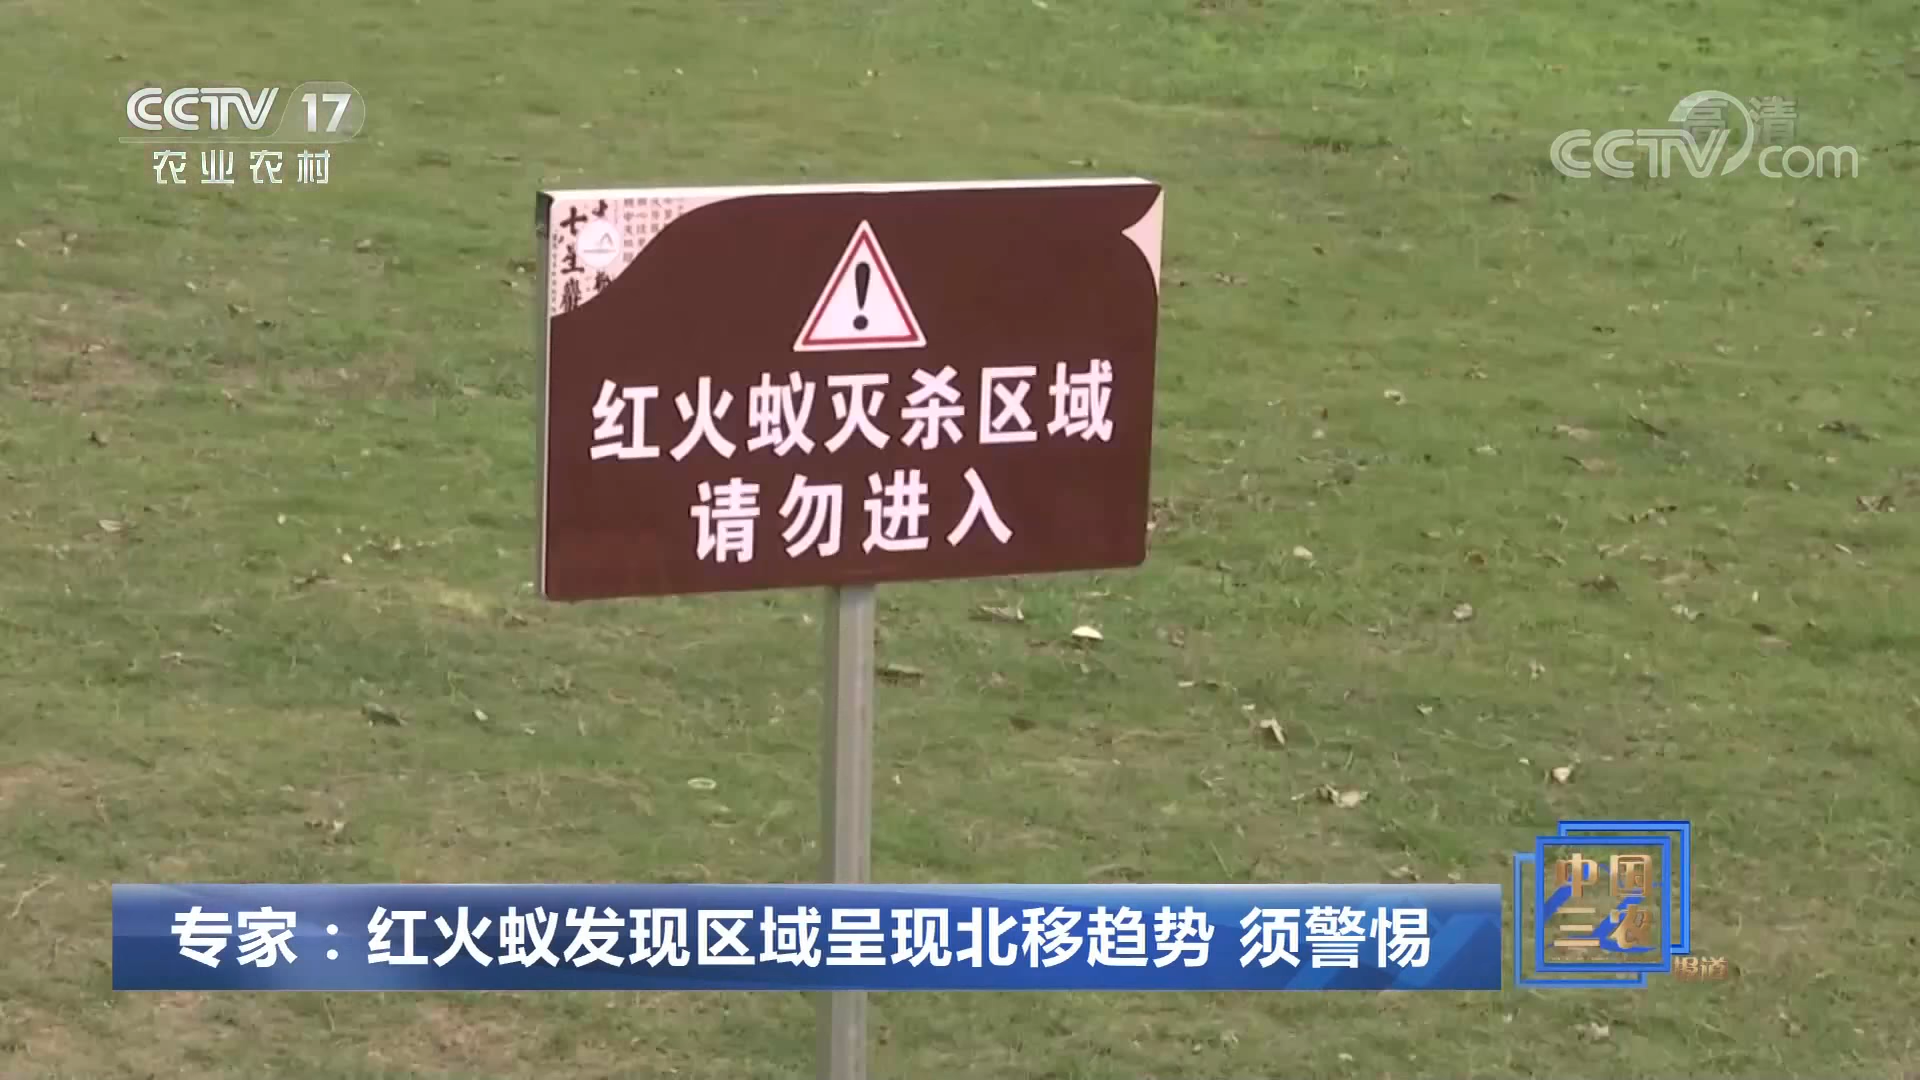 CCTV 17
农业农村
高清
CCTV com
红火蚁灭杀区域
请勿进入
专家：红火蚁发现区域呈现北移趋势 须警惕
中国
三农
报道